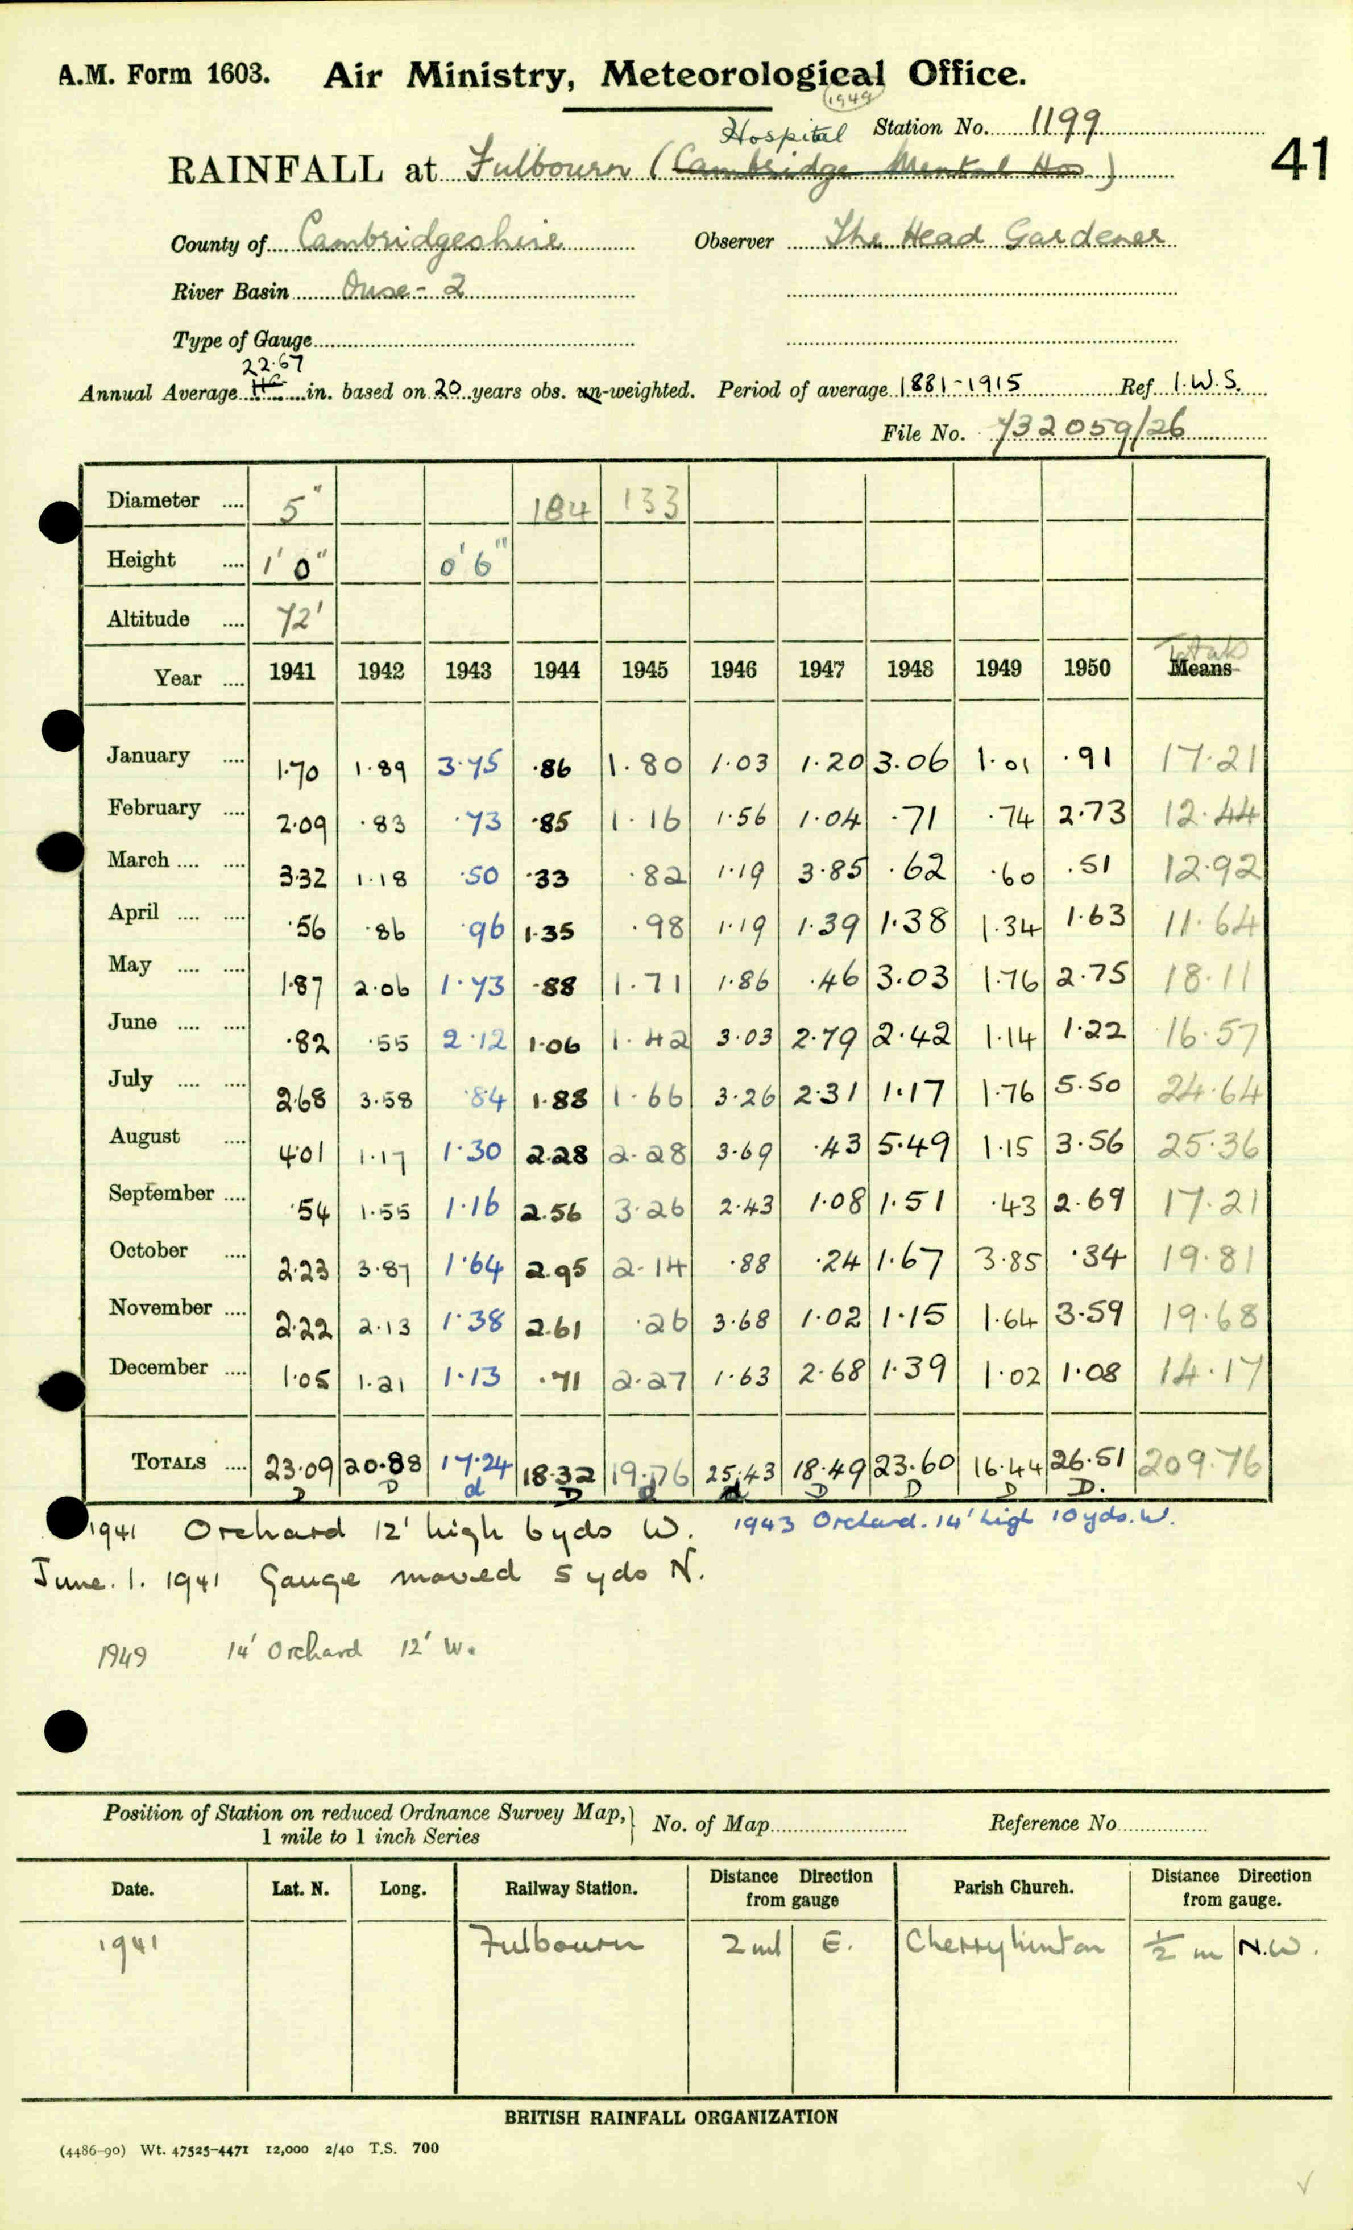 A.M. Form 1603. Air Ministry, Meteorological Office.
1948
Hospital Station No. 1199
RAINFALL at Fulbourn (Cambridge Mental Hos.) 41
County of Cambridgeshire Observer The Head Gardener
River Basin Ouse - 2
Type of Gauge
22.67
Annual Average in. based on 20 years obs. un-weighted. Period of average 1881-1915 Ref I.W.S.
File No. 732059/26
Diameter .... 5" 184 133
Height .... 1' 0" 0' 6"
Altitude .... 72'
Totals
Year .... 1941 1942 1943 1944 1945 1946 1947 1948 1949 1950 Means
January .... 1.70 1.89 3.75 .86 1.80 1.03 1.20 3.06 1.01 .91 17.21
February .... 2.09 .83 .73 .85 1.16 1.56 1.04 .71 .74 2.73 12.44
March .... .... 3.32 1.18 .50 .33 .82 1.19 3.85 .62 .60 .51 12.92
April .... .... .56 .86 .96 1.35 .98 1.19 1.39 1.38 1.34 1.63 11.64
May .... .... 1.87 2.06 1.73 .88 1.71 1.86 .46 3.03 1.76 2.75 18.11
June .... .... .82 .55 2.12 1.06 1.42 3.03 2.79 2.42 1.14 1.22 16.57
July .... .... 2.68 3.58 .84 1.88 1.66 3.26 2.31 1.17 1.76 5.50 24.64
August .... 4.01 1.17 1.30 2.28 2.28 3.69 .43 5.49 1.15 3.56 25.36
September .... .54 1.55 1.16 2.56 3.26 2.43 1.08 1.51 .43 2.69 17.21
October .... 2.23 3.87 1.64 2.95 2.14 .88 .24 1.67 3.85 .34 19.81
November .... 2.22 2.13 1.38 2.61 .26 3.68 1.02 1.15 1.64 3.59 19.68
December .... 1.05 1.21 1.13 .71 2.27 1.63 2.68 1.39 1.02 1.08 14.17
TOTALS .... 23.09 20.88 17.24 18.32 19.76 25.43 18.49 23.60 16.44 26.51 209.76
D D d D d d D D D D.
1941 Orchard 12' high 6 yds W. 1943 Orchard. 14' high 10 yds. W.
June. 1. 1941 Gauge moved 5 yds N.
1949 14' Orchard 12' W.
Position of Station on reduced Ordnance Survey Map, No. of Map Reference No
1 mile to 1 inch Series
Date. Lat. N. Long. Railway Station. Distance Direction from gauge Parish Church. Distance Direction from gauge.
1941 Fulbourn 2 ml E. Cherryhinton ½ m N.W.
BRITISH RAINFALL ORGANIZATION
(4486-90) Wt. 47525-4471 12,000 2/40 T.S. 700